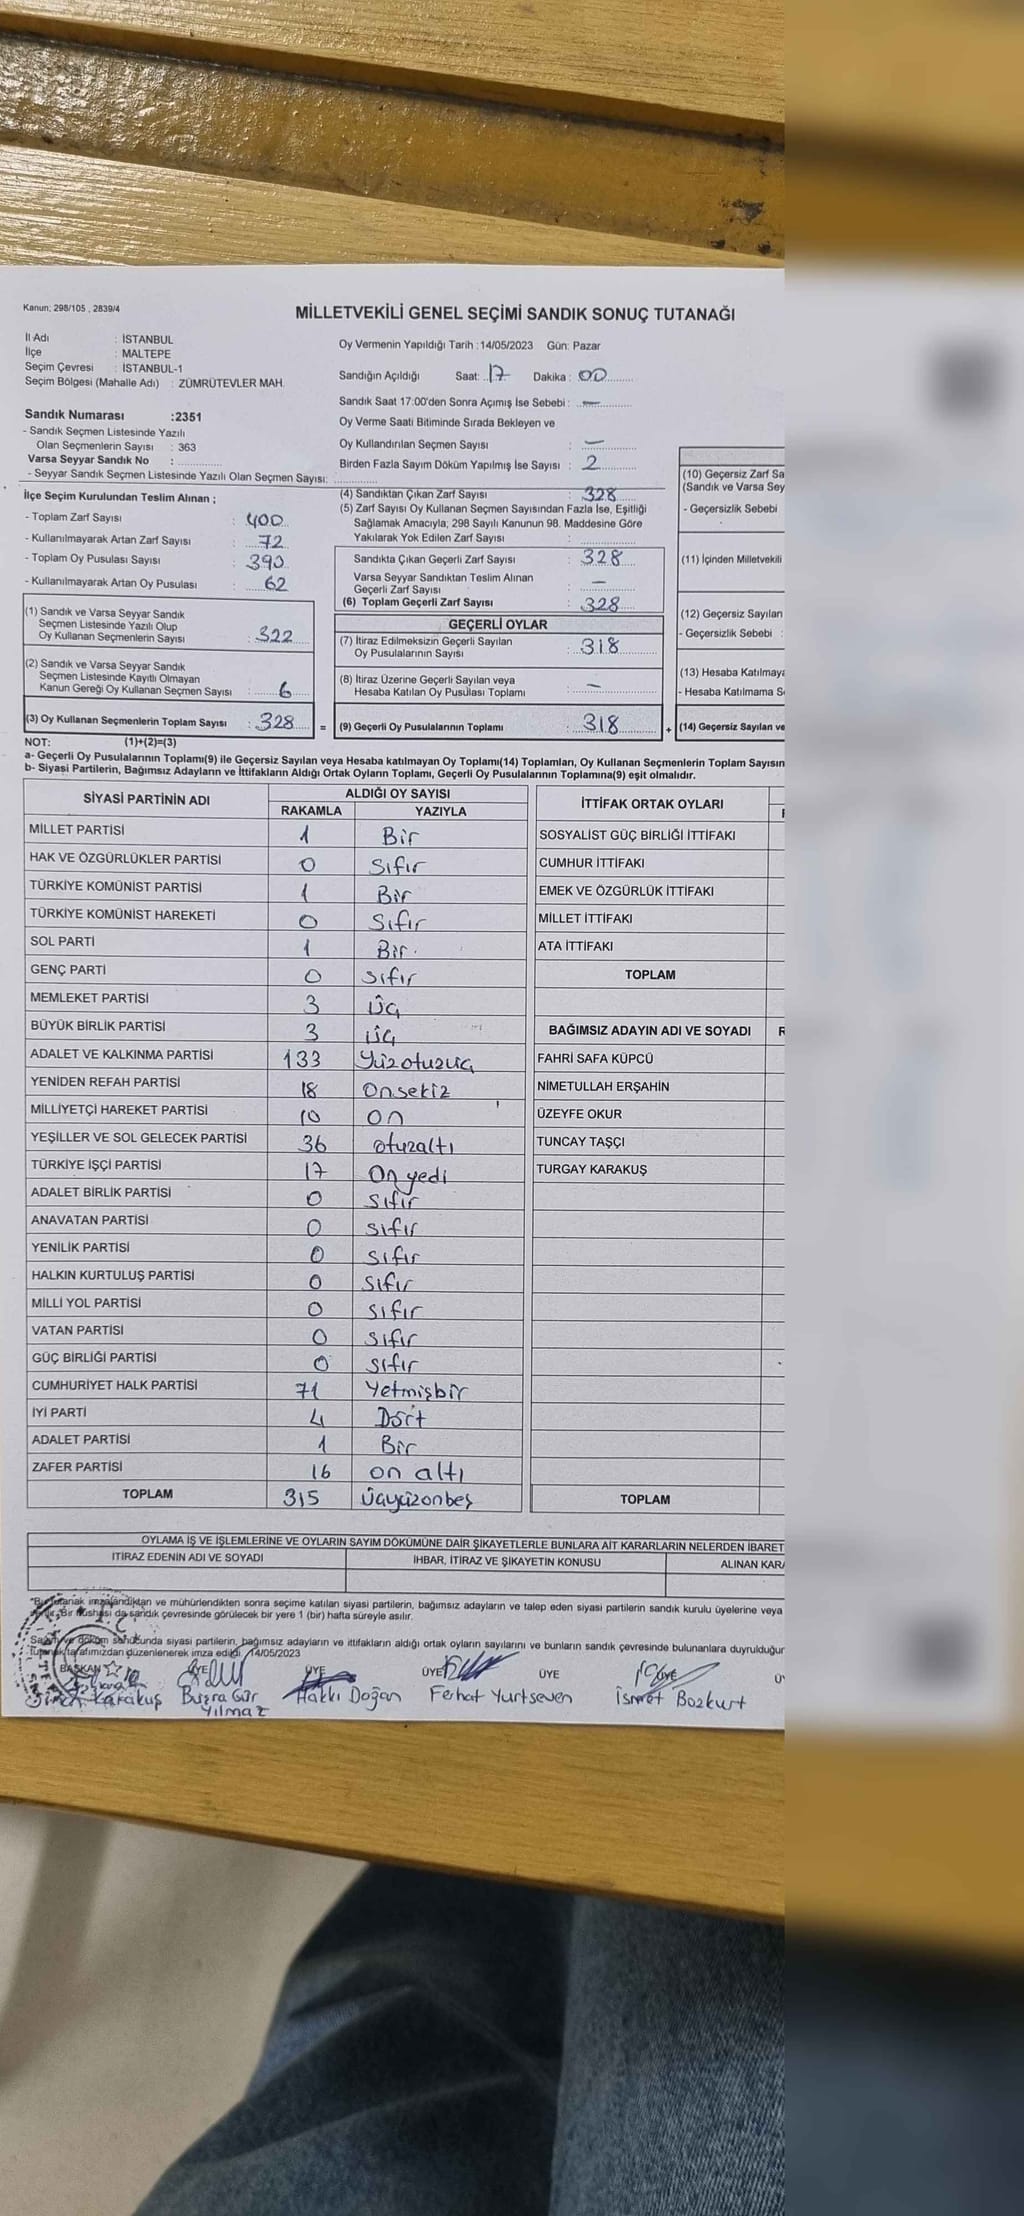 Kanun; 298/105 , 2839/4
MİLLETVEKİLİ GENEL SEÇİMİ SANDIK SONUÇ TUTANAĞI
İl Adı : İSTANBUL
İlçe : MALTEPE
Seçim Çevresi : İSTANBUL-1
Seçim Bölgesi (Mahalle Adı) : ZÜMRÜTEVLER MAH.
Sandık Numarası :2351
- Sandık Seçmen Listesinde Yazılı
Olan Seçmenlerin Sayısı : 363
Varsa Seyyar Sandık No :
- Seyyar Sandık Seçmen Listesinde Yazılı Olan Seçmen Sayısı:
Oy Vermenin Yapıldığı Tarih :14/05/2023 Gün: Pazar
Sandığın Açıldığı Saat: 17 Dakika : 00
Sandık Saat 17:00'den Sonra Açımış İse Sebebi : —
Oy Verme Saati Bitiminde Sırada Bekleyen ve
Oy Kullandırılan Seçmen Sayısı : —
Birden Fazla Sayım Döküm Yapılmış İse Sayısı : 2
İlçe Seçim Kurulundan Teslim Alınan ;
- Toplam Zarf Sayısı : 400
- Kullanılmayarak Artan Zarf Sayısı : 72
- Toplam Oy Pusulası Sayısı : 390
- Kullanılmayarak Artan Oy Pusulası : 62
(1) Sandık ve Varsa Seyyar Sandık
Seçmen Listesinde Yazılı Olup
Oy Kullanan Seçmenlerin Sayısı : 322
(2) Sandık ve Varsa Seyyar Sandık
Seçmen Listesinde Kayıtlı Olmayan
Kanun Gereği Oy Kullanan Seçmen Sayısı : 6
(3) Oy Kullanan Seçmenlerin Toplam Sayısı : 328 =
(4) Sandıktan Çıkan Zarf Sayısı : 328
(5) Zarf Sayısı Oy Kullanan Seçmen Sayısından Fazla İse, Eşitliği
Sağlamak Amacıyla, 298 Sayılı Kanunun 98. Maddesine Göre
Yakılarak Yok Edilen Zarf Sayısı :
Sandıkta Çıkan Geçerli Zarf Sayısı : 328
Varsa Seyyar Sandıktan Teslim Alınan
Geçerli Zarf Sayısı : —
(6) Toplam Geçerli Zarf Sayısı : 328
GEÇERLİ OYLAR
(7) İtiraz Edilmeksizin Geçerli Sayılan
Oy Pusulalarının Sayısı : 318
(8) İtiraz Üzerine Geçerli Sayılan veya
Hesaba Katılan Oy Pusulası Toplamı : —
(9) Geçerli Oy Pusulalarının Toplamı : 318 +
(10) Geçersiz Zarf Sa
(Sandık ve Varsa Sey
- Geçersizlik Sebebi
(11) İçinden Milletvekili
(12) Geçersiz Sayılan
- Geçersizlik Sebebi :
(13) Hesaba Katılmaya
- Hesaba Katılmama S
(14) Geçersiz Sayılan ve
NOT: (1)+(2)=(3)
a- Geçerli Oy Pusulalarının Toplamı(9) ile Geçersiz Sayılan veya Hesaba katılmayan Oy Toplamı(14) Toplamları, Oy Kullanan Seçmenlerin Toplam Sayısın
b- Siyasi Partilerin, Bağımsız Adayların ve İttifakların Aldığı Ortak Oyların Toplamı, Geçerli Oy Pusulalarının Toplamına(9) eşit olmalıdır.
SİYASİ PARTİNİN ADI ALDIĞI OY SAYISI
RAKAMLA YAZIYLA
MİLLET PARTİSİ 1 Bir
HAK VE ÖZGÜRLÜKLER PARTİSİ 0 Sıfır
TÜRKİYE KOMÜNİST PARTİSİ 1 Bir
TÜRKİYE KOMÜNİST HAREKETİ 0 Sıfır
SOL PARTİ 1 Bir.
GENÇ PARTİ 0 Sıfır
MEMLEKET PARTİSİ 3 Üç
BÜYÜK BİRLİK PARTİSİ 3 üç
ADALET VE KALKINMA PARTİSİ 133 Yüzotuzüç
YENİDEN REFAH PARTİSİ 18 Onsekiz
MİLLİYETÇİ HAREKET PARTİSİ 10 on
YEŞİLLER VE SOL GELECEK PARTİSİ 36 otuzaltı
TÜRKİYE İŞÇİ PARTİSİ 17 On yedi
ADALET BİRLİK PARTİSİ 0 Sıfır
ANAVATAN PARTİSİ 0 Sıfır
YENİLİK PARTİSİ 0 Sıfır
HALKIN KURTULUŞ PARTİSİ 0 Sıfır
MİLLİ YOL PARTİSİ 0 Sıfır
VATAN PARTİSİ 0 Sıfır
GÜÇ BİRLİĞİ PARTİSİ 0 Sıfır
CUMHURİYET HALK PARTİSİ 71 Yetmişbir
İYİ PARTİ 4 Dört
ADALET PARTİSİ 1 Bir
ZAFER PARTİSİ 16 on altı
TOPLAM 315 Üçyüzonbeş
İTTİFAK ORTAK OYLARI
SOSYALİST GÜÇ BİRLİĞİ İTTİFAKI
CUMHUR İTTİFAKI
EMEK VE ÖZGÜRLÜK İTTİFAKI
MİLLET İTTİFAKI
ATA İTTİFAKI
TOPLAM
BAĞIMSIZ ADAYIN ADI VE SOYADI R
FAHRİ SAFA KÜPCÜ
NİMETULLAH ERŞAHİN
ÜZEYFE OKUR
TUNCAY TAŞÇI
TURGAY KARAKUŞ
TOPLAM
OYLAMA İŞ VE İŞLEMLERİNE VE OYLARIN SAYIM DÖKÜMÜNE DAİR ŞİKAYETLERLE BUNLARA AİT KARARLARIN NELERDEN İBARET
İTİRAZ EDENİN ADI VE SOYADI İHBAR, İTİRAZ VE ŞİKAYETİN KONUSU ALINAN KARA
*Bu tutanak imzalandıktan ve mühürlendikten sonra seçime katılan siyasi partilerin, bağımsız adayların ve talep eden siyasi partilerin sandık kurulu üyelerine veya
Bir nüshası da sandık çevresinde görülecek bir yere 1 (bir) hafta süreyle asılır.
Sayım ve döküm sonucunda siyasi partilerin, bağımsız adayların ve ittifakların aldığı ortak oyların sayılarını ve bunların sandık çevresinde bulunanlara duyrulduğur
tutanak tarafımızdan düzenlenerek imza edildi. 14/05/2023
BAŞKAN ÜYE ÜYE ÜYE ÜYE ÜYE Ü
Karakuş Buşra Gür Hakkı Doğan Ferhat Yurtseven İsmet Bozkurt
Yılmaz